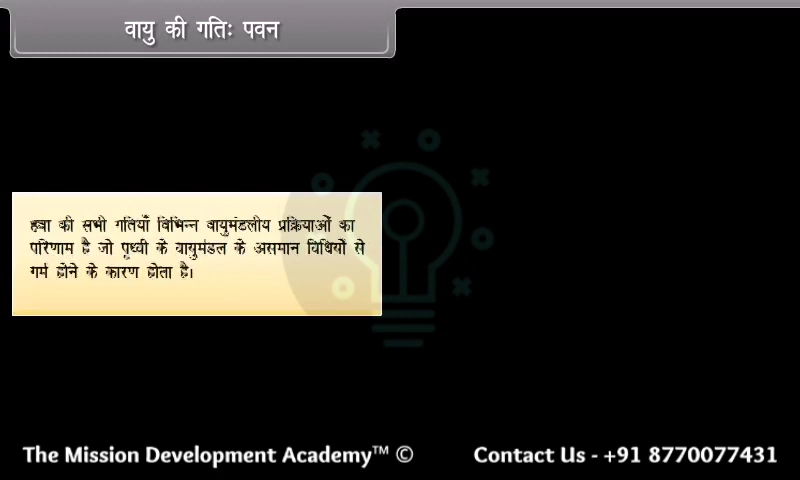 वायु की गतिः पवन
हवा की सभी गतियाँ विभिन्न वायुमंडलीय प्रक्रियाओं का
परिणाम है जो पृथ्वी के वायुमंडल के असमान विधियों से
गर्म होने के कारण होता है।
The Mission Development Academy™ © Contact Us - +91 8770077431